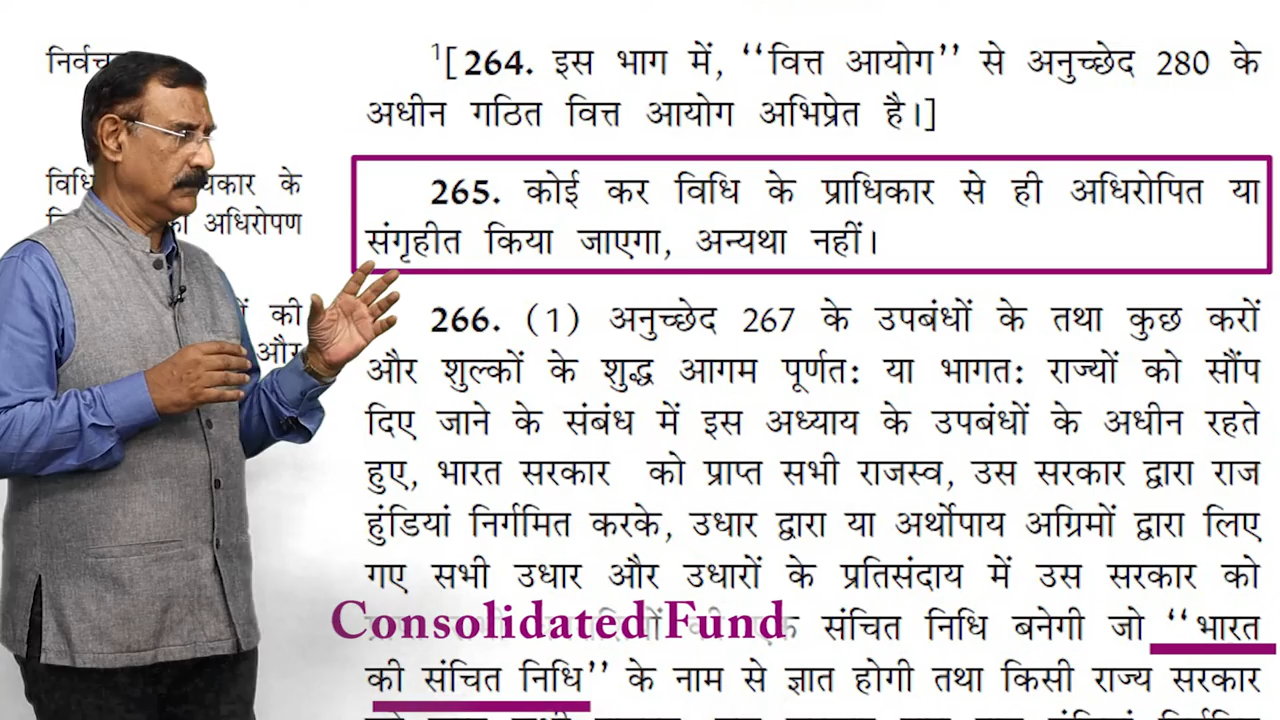 ¹[264. इस भाग में, ‘‘वित्त आयोग’’ से अनुच्छेद 280 के
अधीन गठित वित्त आयोग अभिप्रेत है।]
के
अधिरोपण
265. कोई कर विधि के प्राधिकार से ही अधिरोपित या
संगृहीत किया जाएगा, अन्यथा नहीं।
की
और
266. (1) अनुच्छेद 267 के उपबंधों के तथा कुछ करों
और शुल्कों के शुद्ध आगम पूर्णत: या भागत: राज्यों को सौंप
दिए जाने के संबंध में इस अध्याय के उपबंधों के अधीन रहते
हुए, भारत सरकार को प्राप्त सभी राजस्व, उस सरकार द्वारा राज
हुंडियां निर्गमित करके, उधार द्वारा या अर्थोपाय अग्रिमों द्वारा लिए
गए सभी उधार और उधारों के प्रतिसंदाय में उस सरकार को
Consolidated Fund
संचित निधि बनेगी जो ‘‘भारत
की संचित निधि’’ के नाम से ज्ञात होगी तथा किसी राज्य सरकार